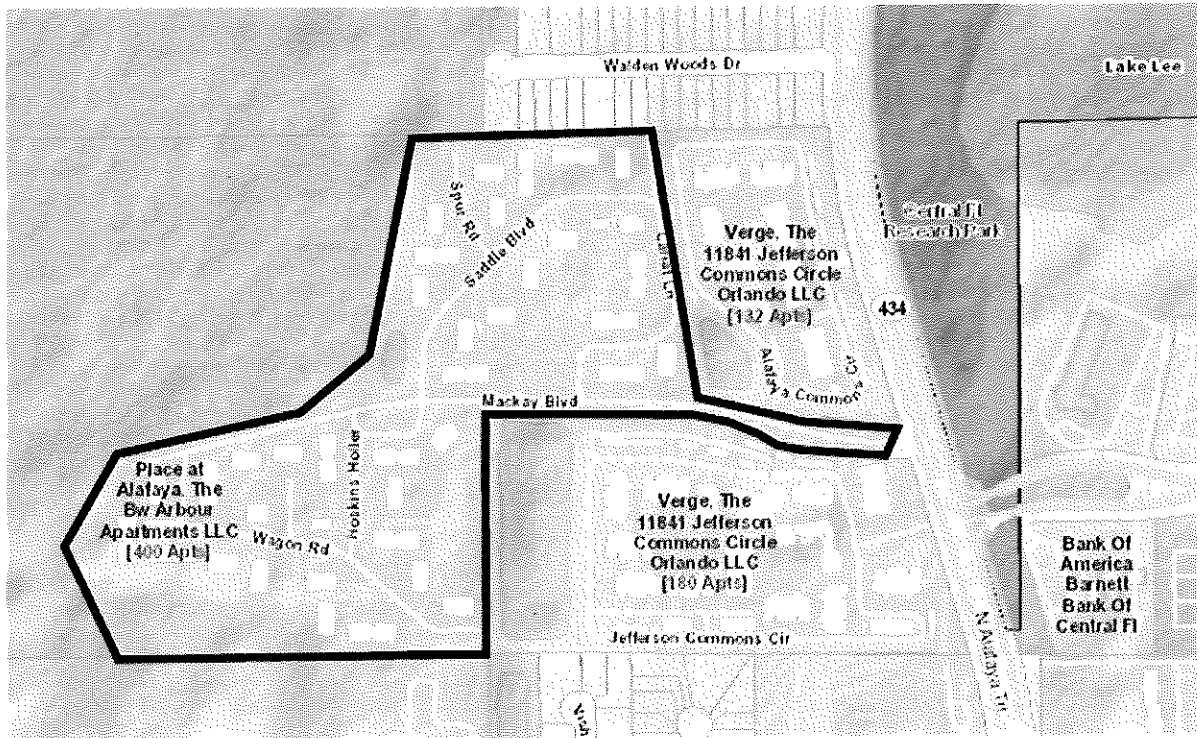 Walden Woods Dr
Lake Lee
Spur Rd
Saddle Blvd
Central Fl
Research Park
Verge, The
11841 Jefferson
Commons Circle
Orlando LLC
[132 Apts]
434
Alafaya Commons Cir
Mackay Blvd
Place at
Alafaya, The
Bw Arbour
Apartments LLC
[400 Apts]
Hoskins Holler
Wagon Rd
Verge, The
11841 Jefferson
Commons Circle
Orlando LLC
[180 Apts]
Bank Of
America
Barnett
Bank Of
Central Fl
Jefferson Commons Cir
N Alafaya Trl